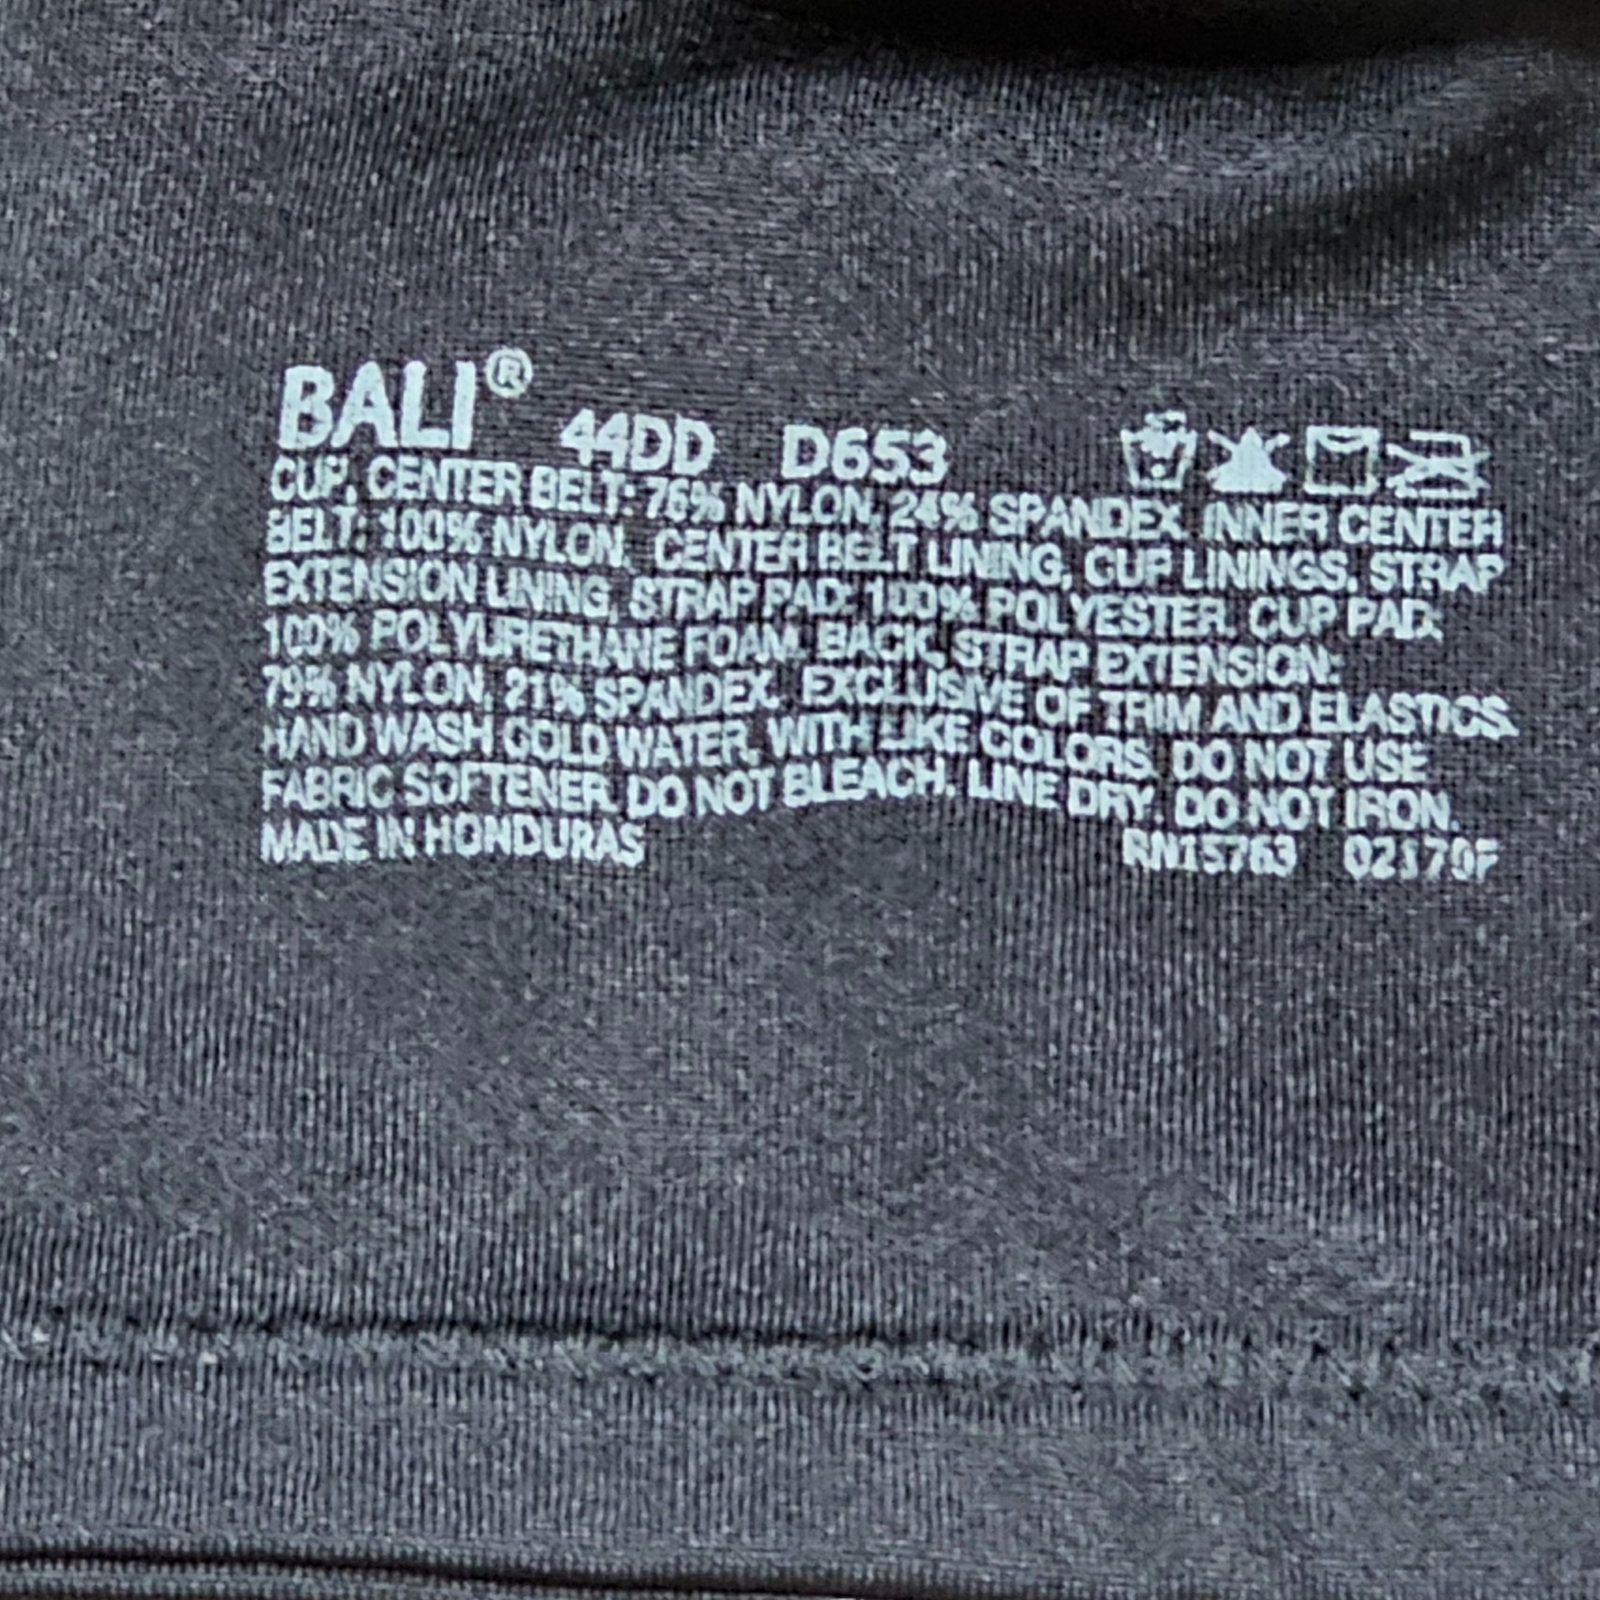 BALI® 44DD D653
CUP, CENTER BELT: 76% NYLON, 24% SPANDEX. INNER CENTER
BELT: 100% NYLON. CENTER BELT LINING, CUP LININGS, STRAP
EXTENSION LINING, STRAP PAD: 100% POLYESTER. CUP PAD:
100% POLYURETHANE FOAM. BACK, STRAP EXTENSION:
79% NYLON, 21% SPANDEX. EXCLUSIVE OF TRIM AND ELASTICS.
HAND WASH COLD WATER, WITH LIKE COLORS. DO NOT USE
FABRIC SOFTENER. DO NOT BLEACH. LINE DRY. DO NOT IRON.
MADE IN HONDURAS RN15763